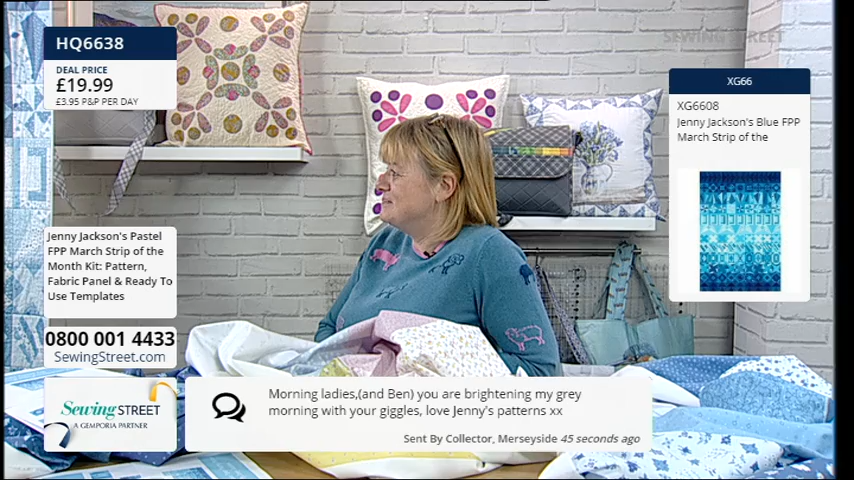 HQ6638
DEAL PRICE
£19.99
£3.95 P&P PER DAY
SEWING STREET
XG66
XG6608
Jenny Jackson's Blue FPP
March Strip of the
Jenny Jackson's Pastel
FPP March Strip of the
Month Kit: Pattern,
Fabric Panel & Ready To
Use Templates
0800 001 4433
SewingStreet.com
Sewing STREET
A GEMPORIA PARTNER
Morning ladies,(and Ben) you are brightening my grey
morning with your giggles, love Jenny's patterns xx
Sent By Collector, Merseyside 45 seconds ago